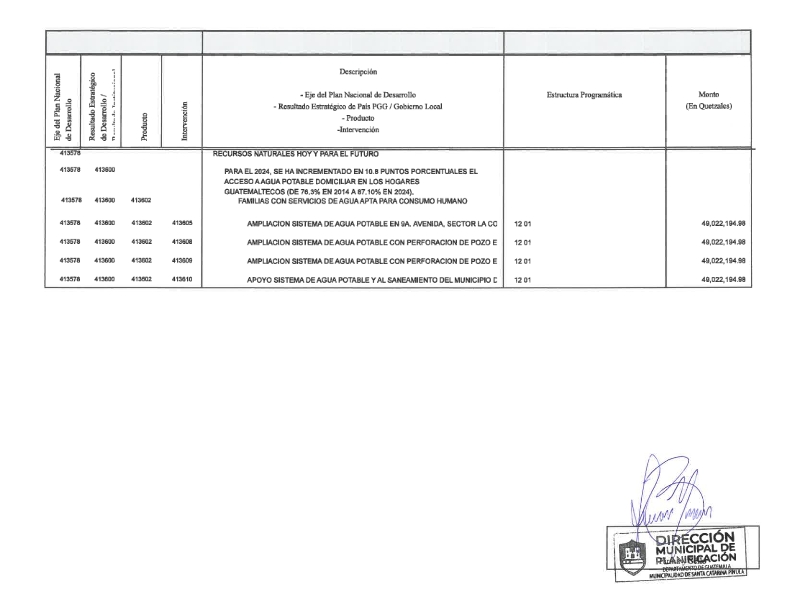 Eje del Plan Nacional
de Desarrollo
Resultado Estratégico
de Desarrollo /
Producto
Intervención
Descripción
- Eje del Plan Nacional de Desarrollo
- Resultado Estratégico de País PGG / Gobierno Local
- Producto
-Intervención
Estructura Programática
Monto
(En Quetzales)
413578 RECURSOS NATURALES HOY Y PARA EL FUTURO
413578 413600 PARA EL 2024, SE HA INCREMENTADO EN 10.8 PUNTOS PORCENTUALES EL
ACCESO A AGUA POTABLE DOMICILIAR EN LOS HOGARES
GUATEMALTECOS (DE 76.3% EN 2014 A 87.10% EN 2024).
413578 413600 413602 FAMILIAS CON SERVICIOS DE AGUA APTA PARA CONSUMO HUMANO
413578 413600 413602 413605 AMPLIACION SISTEMA DE AGUA POTABLE EN 9A. AVENIDA, SECTOR LA CC 12 01 49,022,194.98
413578 413600 413602 413608 AMPLIACION SISTEMA DE AGUA POTABLE CON PERFORACION DE POZO E 12 01 49,022,194.98
413578 413600 413602 413609 AMPLIACION SISTEMA DE AGUA POTABLE CON PERFORACION DE POZO E 12 01 49,022,194.98
413578 413600 413602 413610 APOYO SISTEMA DE AGUA POTABLE Y AL SANEAMIENTO DEL MUNICIPIO D 12 01 49,022,194.98
DIRECCIÓN
MUNICIPAL DE
PLANIFICACIÓN
DEPARTAMENTO DE GUATEMALA
MUNICIPALIDAD DE SANTA CATARINA PINULA